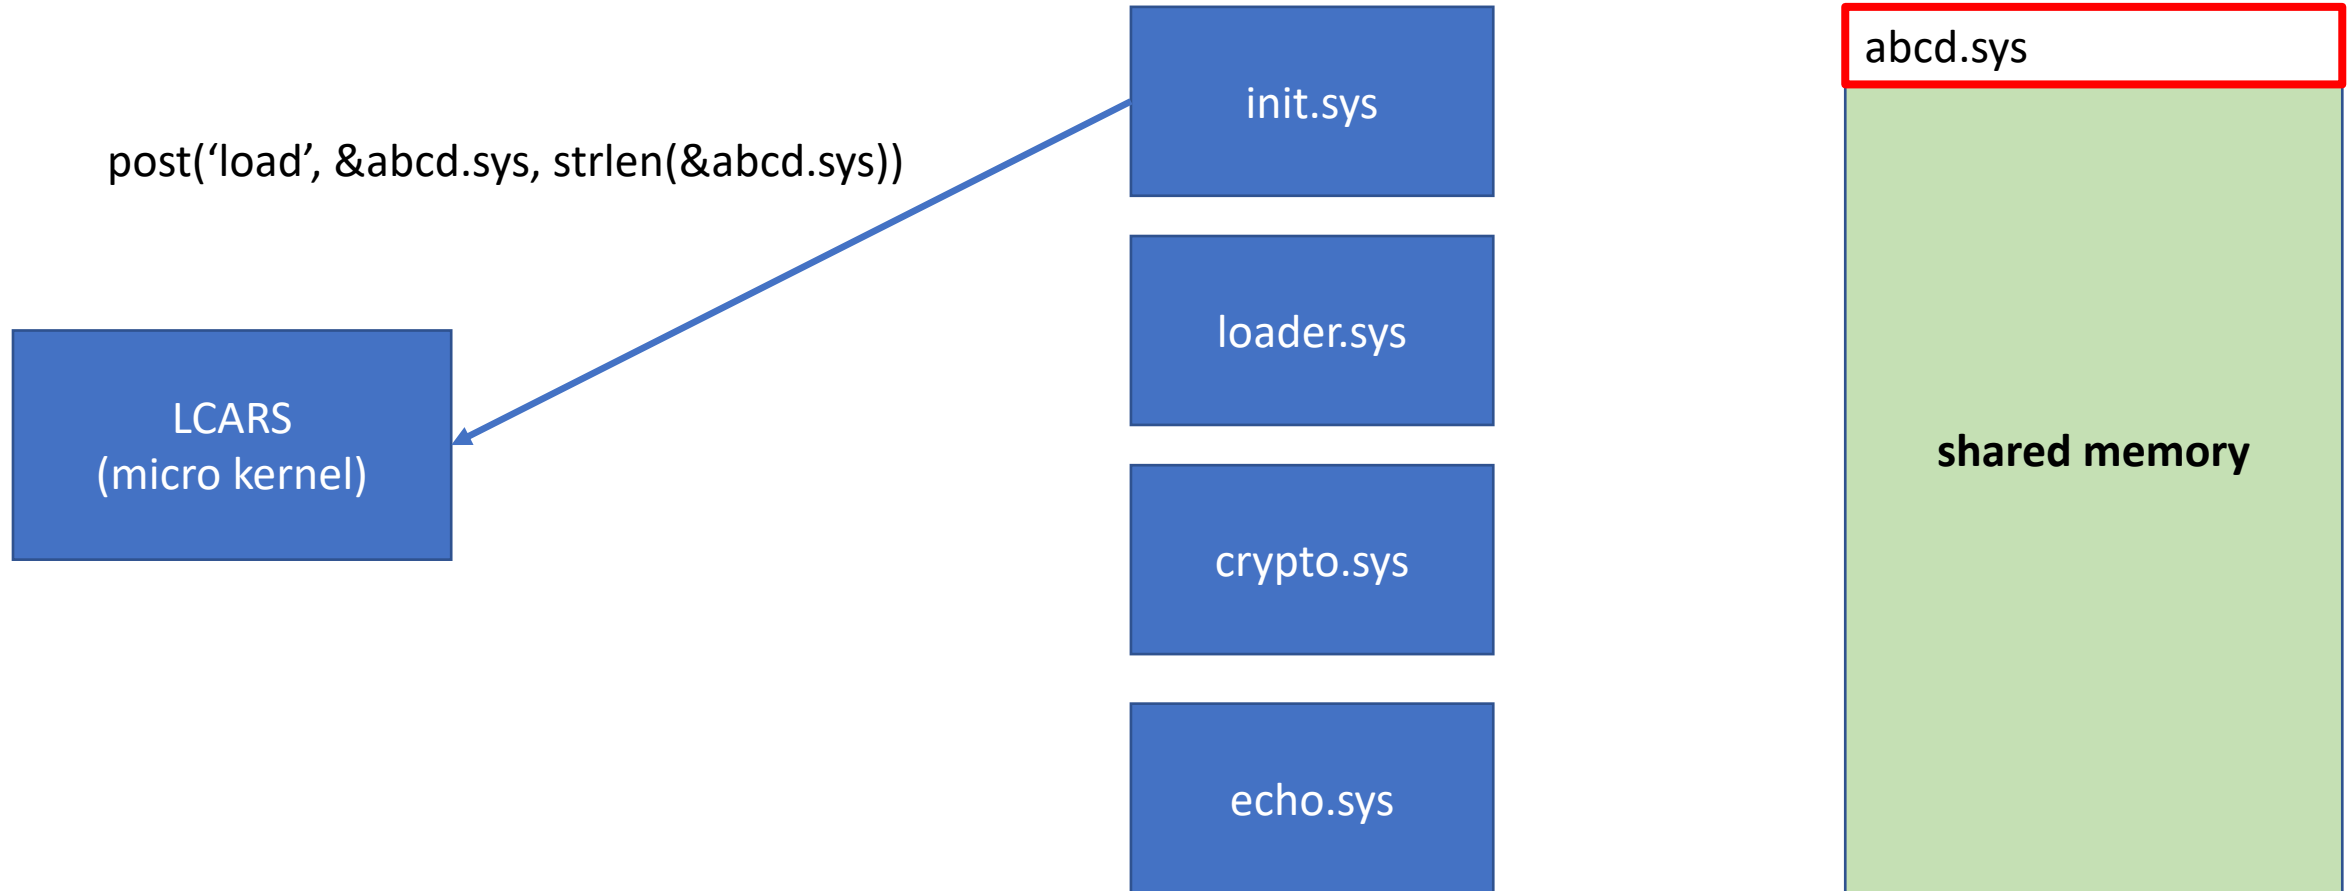 abcd.sys
init.sys
post(‘load’, &abcd.sys, strlen(&abcd.sys))
loader.sys
LCARS
(micro kernel)
shared memory
crypto.sys
echo.sys